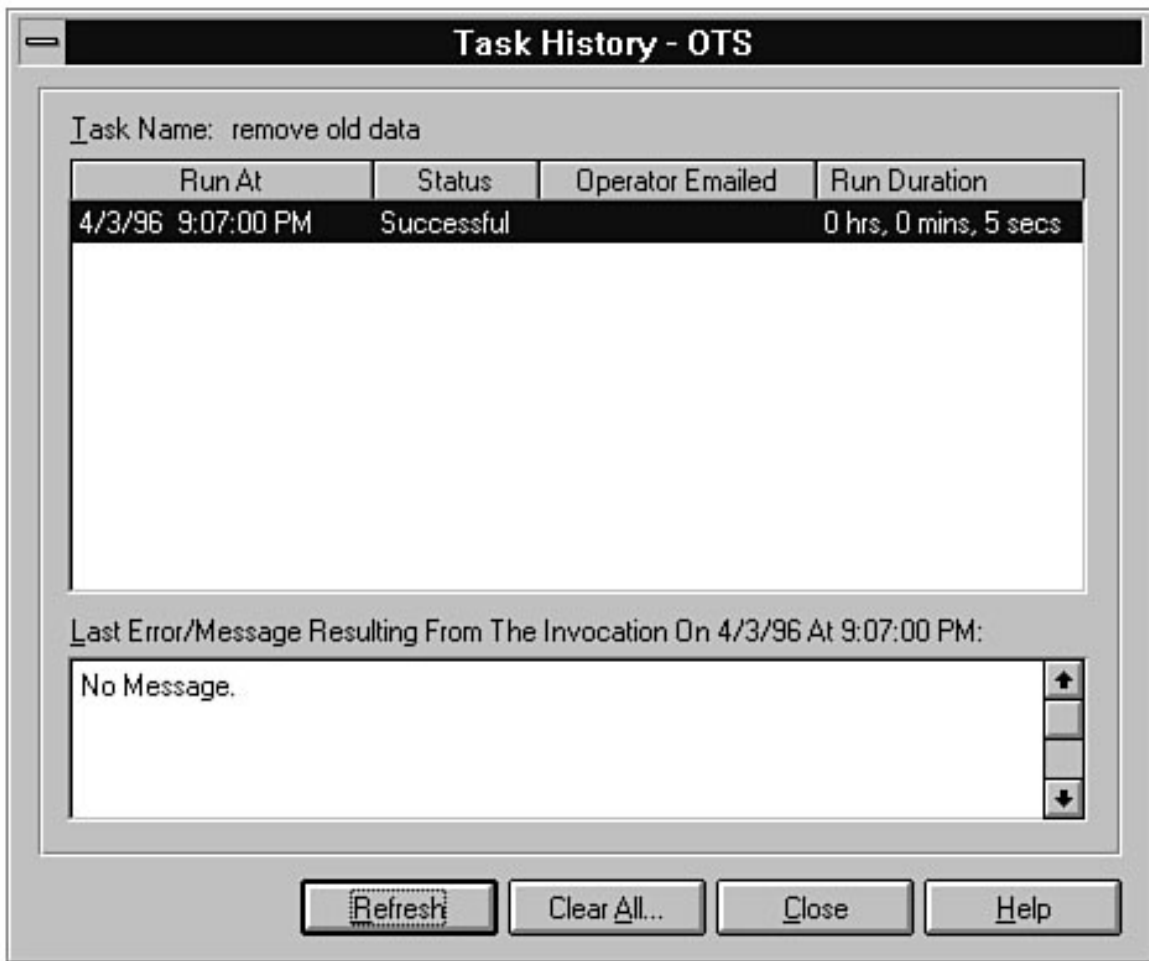 Task History - OTS
Task Name: remove old data
Run At Status Operator Emailed Run Duration
4/3/96 9:07:00 PM Successful 0 hrs, 0 mins, 5 secs
Last Error/Message Resulting From The Invocation On 4/3/96 At 9:07:00 PM:
No Message.
Refresh Clear All... Close Help